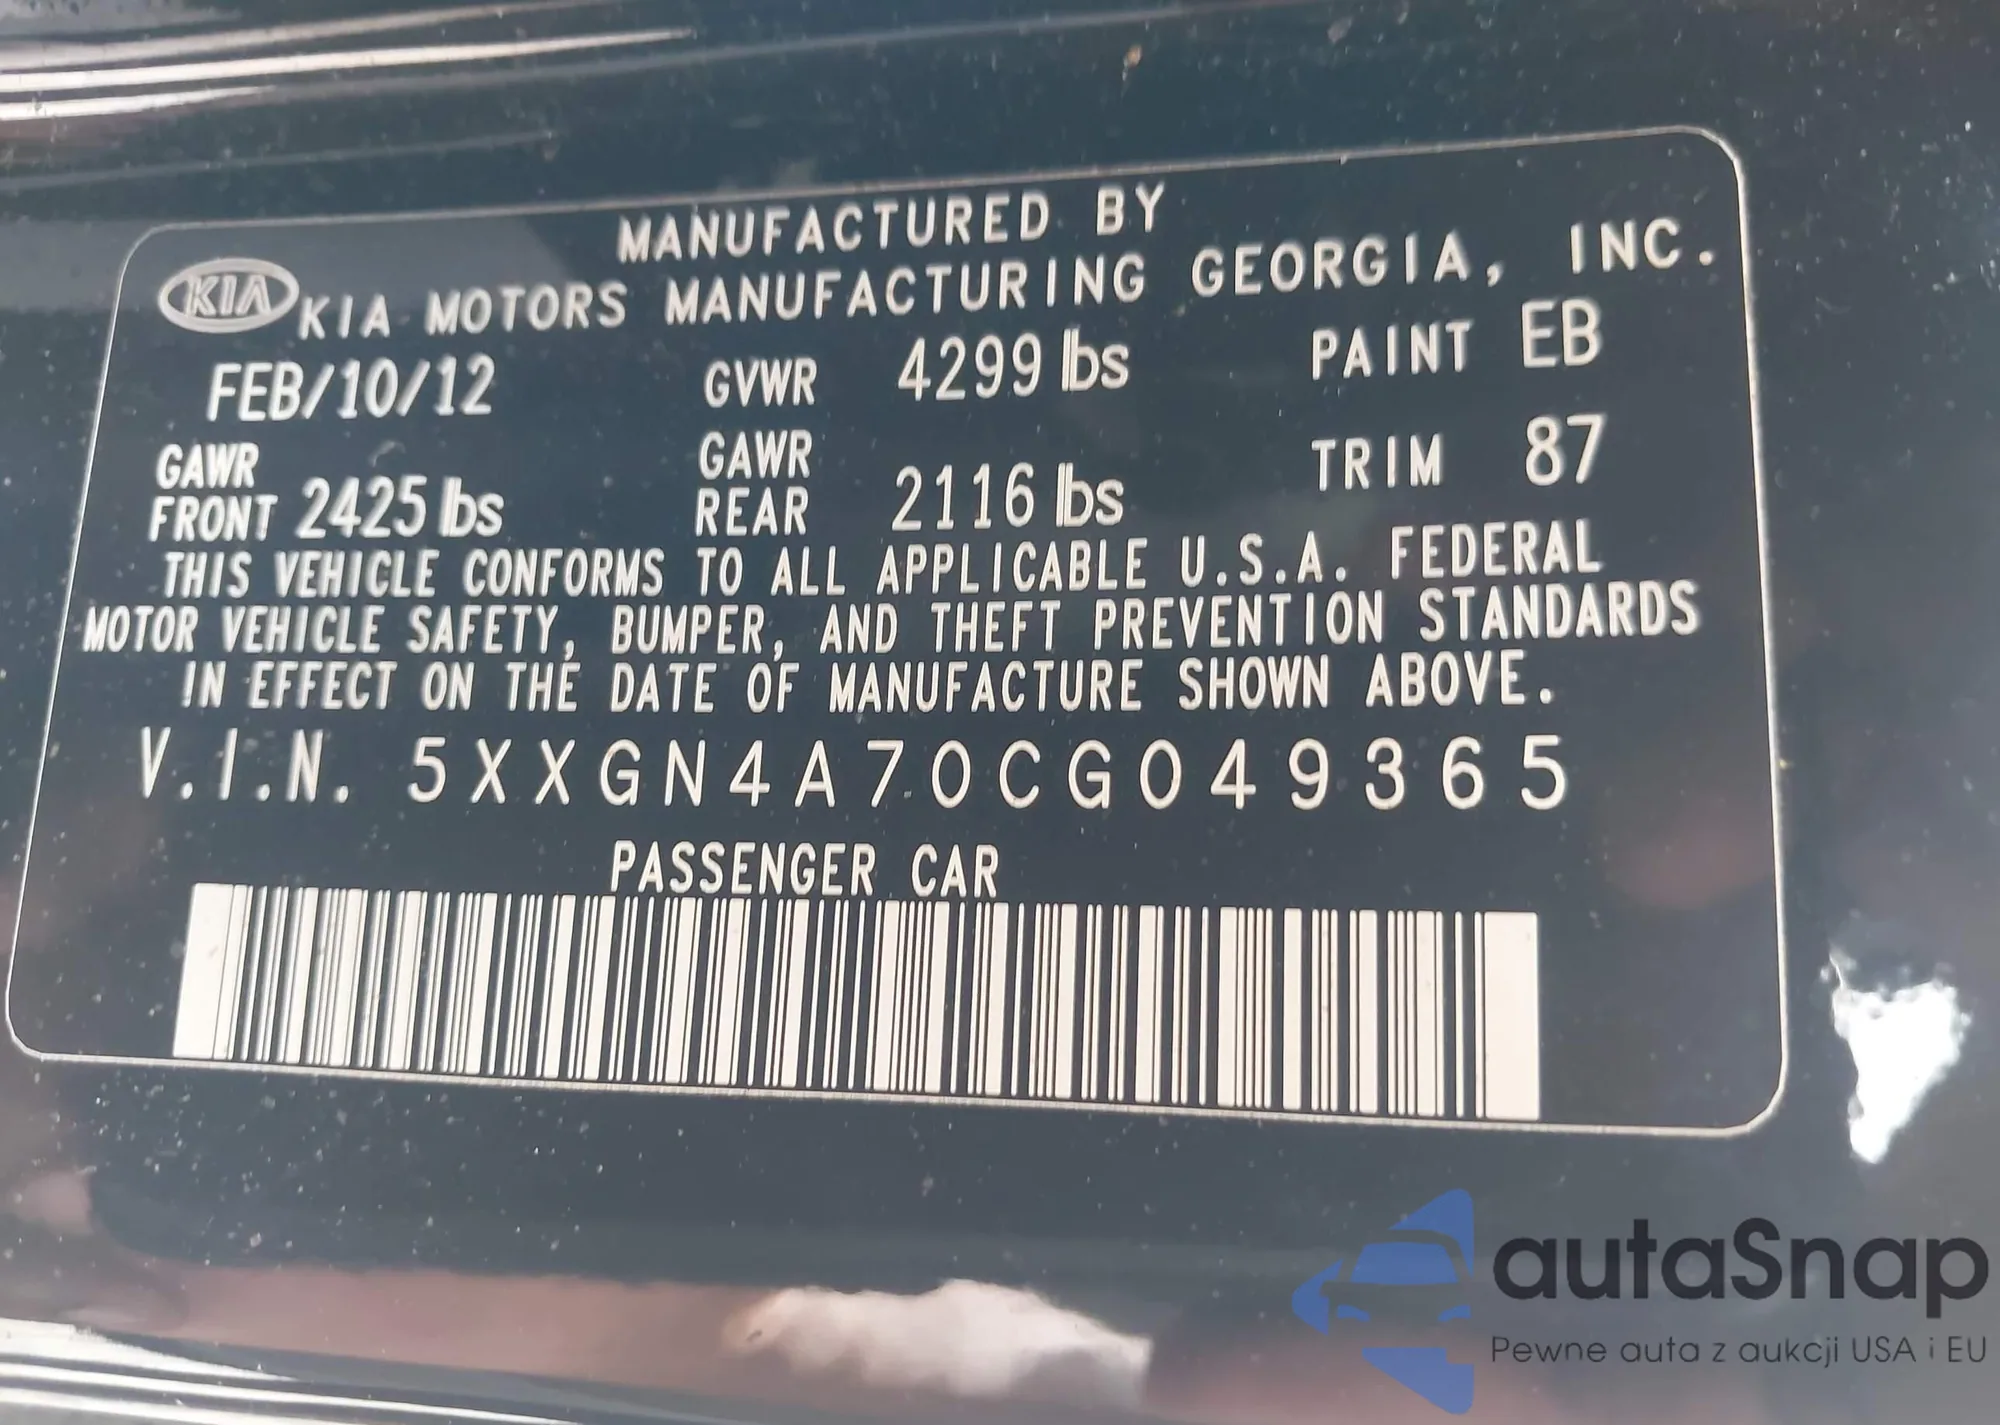 MANUFACTURED BY
KIA KIA MOTORS MANUFACTURING GEORGIA, INC.
FEB/10/12 GVWR 4299 lbs PAINT EB
GAWR FRONT 2425 lbs GAWR REAR 2116 lbs TRIM 87
THIS VEHICLE CONFORMS TO ALL APPLICABLE U.S.A. FEDERAL
MOTOR VEHICLE SAFETY, BUMPER, AND THEFT PREVENTION STANDARDS
IN EFFECT ON THE DATE OF MANUFACTURE SHOWN ABOVE.
V.I.N. 5XXGN4A70CG049365
PASSENGER CAR
autaSnap
Pewne auta z aukcji USA i EU